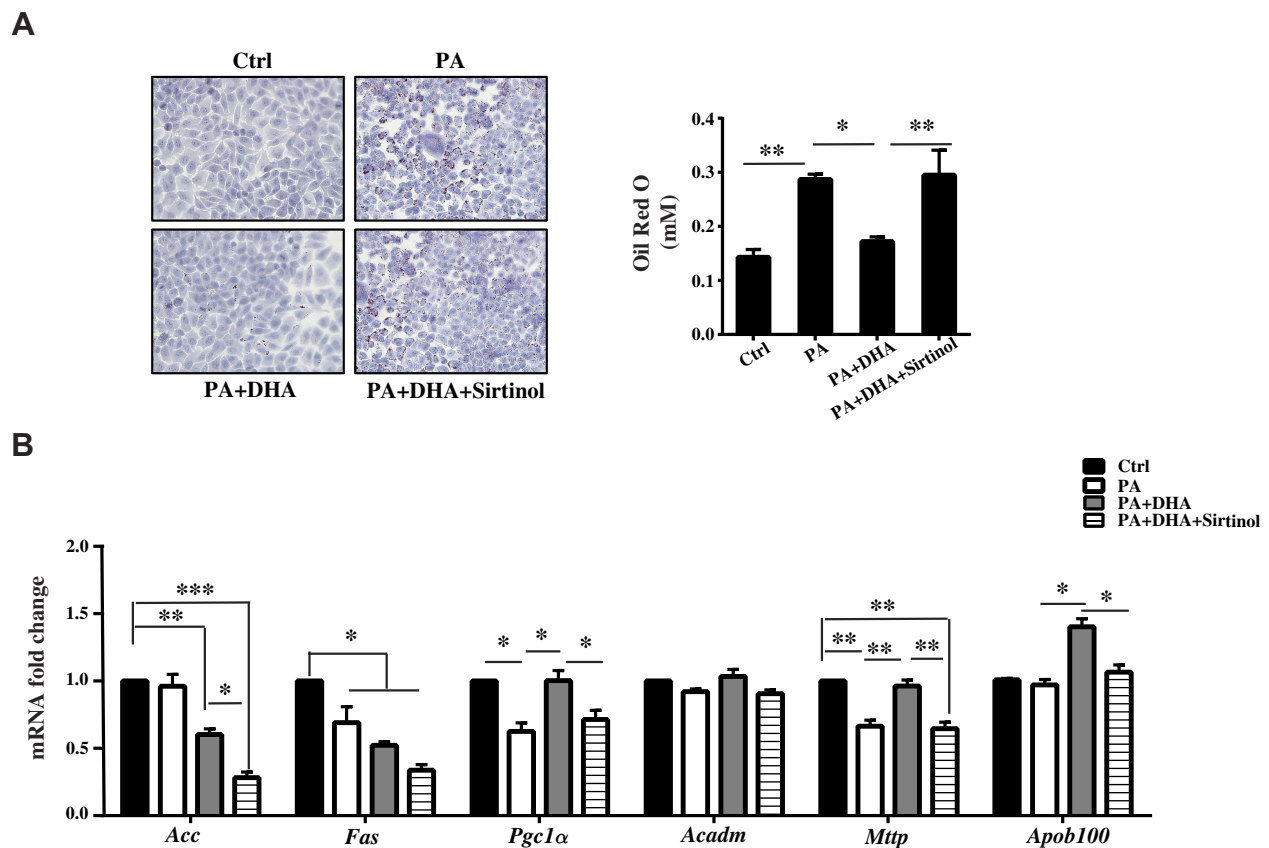 A
Ctrl
PA
PA+DHA
PA+DHA+Sirtinol
Oil Red O
(mM)
0.4
0.3
0.2
0.1
0.0
**
*
**
Ctrl
PA
PA+DHA
PA+DHA+Sirtinol
B
Ctrl
PA
PA+DHA
PA+DHA+Sirtinol
mRNA fold change
2.0
1.5
1.0
0.5
0.0
***
**
*
*
*
*
*
**
**
**
**
*
*
Acc
Fas
Pgc1α
Acadm
Mttp
Apob100